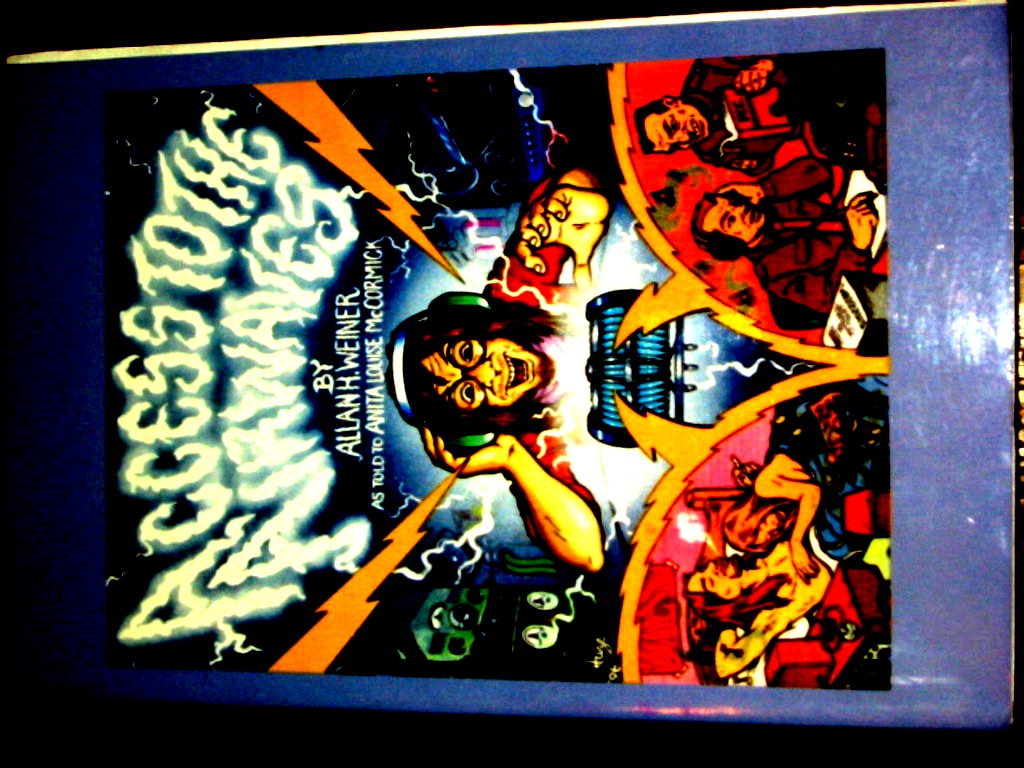 ACCESS TO THE
AIRWAVES
BY
ALLAN H. WEINER
AS TOLD TO ANITA LOUISE McCORMICK